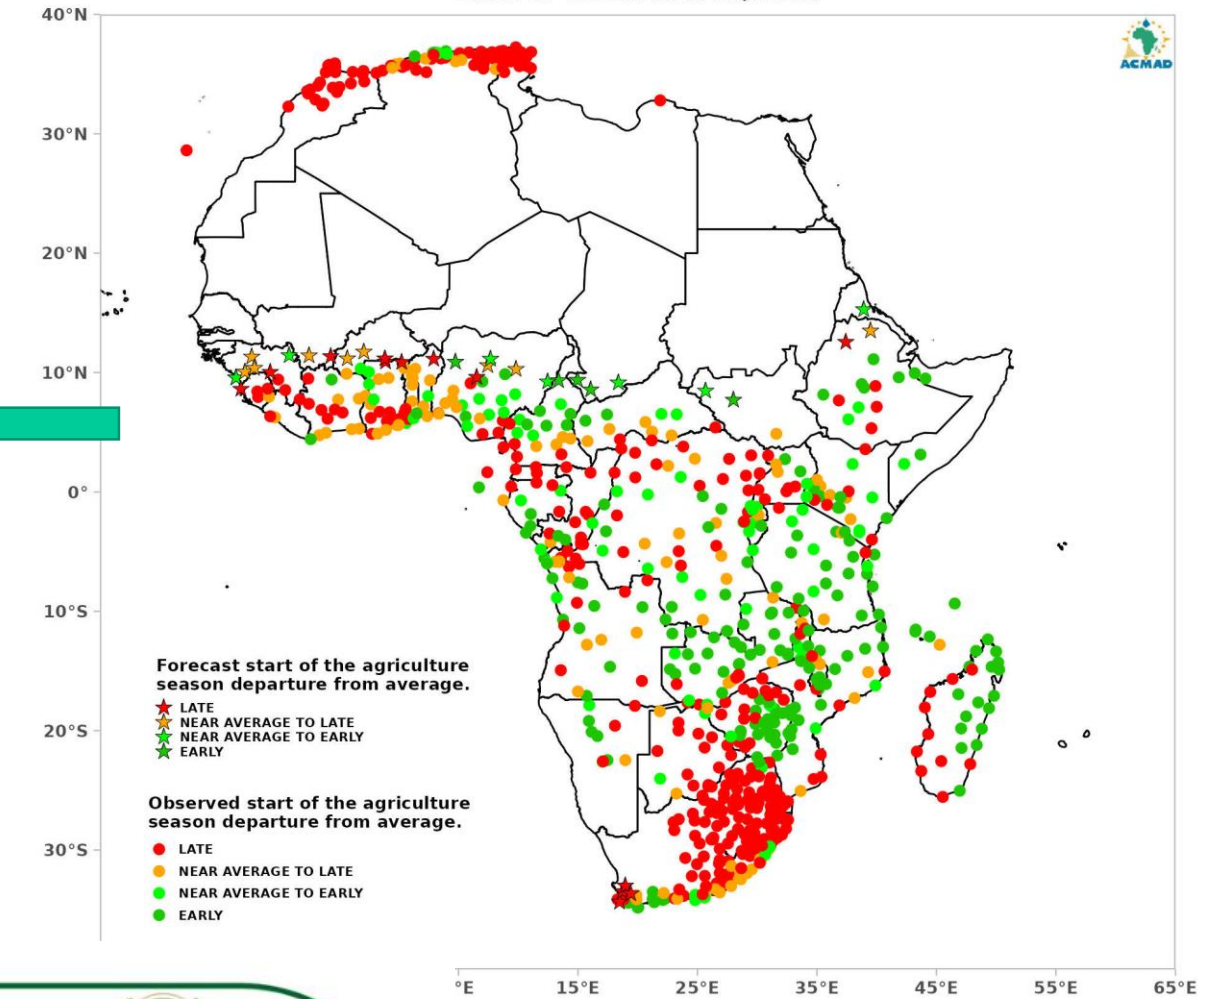 40°N
ACMAD
30°N
20°N
10°N
0°
10°S
20°S
30°S
Forecast start of the agriculture
season departure from average.
LATE
NEAR AVERAGE TO LATE
NEAR AVERAGE TO EARLY
EARLY
Observed start of the agriculture
season departure from average.
LATE
NEAR AVERAGE TO LATE
NEAR AVERAGE TO EARLY
EARLY
°E 15°E 25°E 35°E 45°E 55°E 65°E